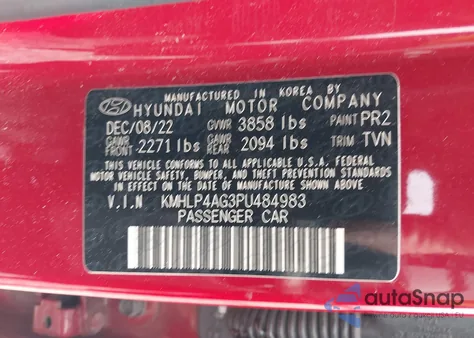 MANUFACTURED IN KOREA BY
HYUNDAI MOTOR COMPANY
DEC/08/22 GVWR 3858 lbs PAINT PR2
GAWR FRONT 2271 lbs GAWR REAR 2094 lbs TRIM TVN
THIS VEHICLE CONFORMS TO ALL APPLICABLE U.S.A. FEDERAL
MOTOR VEHICLE SAFETY, BUMPER, AND THEFT PREVENTION STANDARDS
IN EFFECT ON THE DATE OF MANUFACTURE SHOWN ABOVE.
V.I.N KMHLP4AG3PU484983
PASSENGER CAR
autoSnap